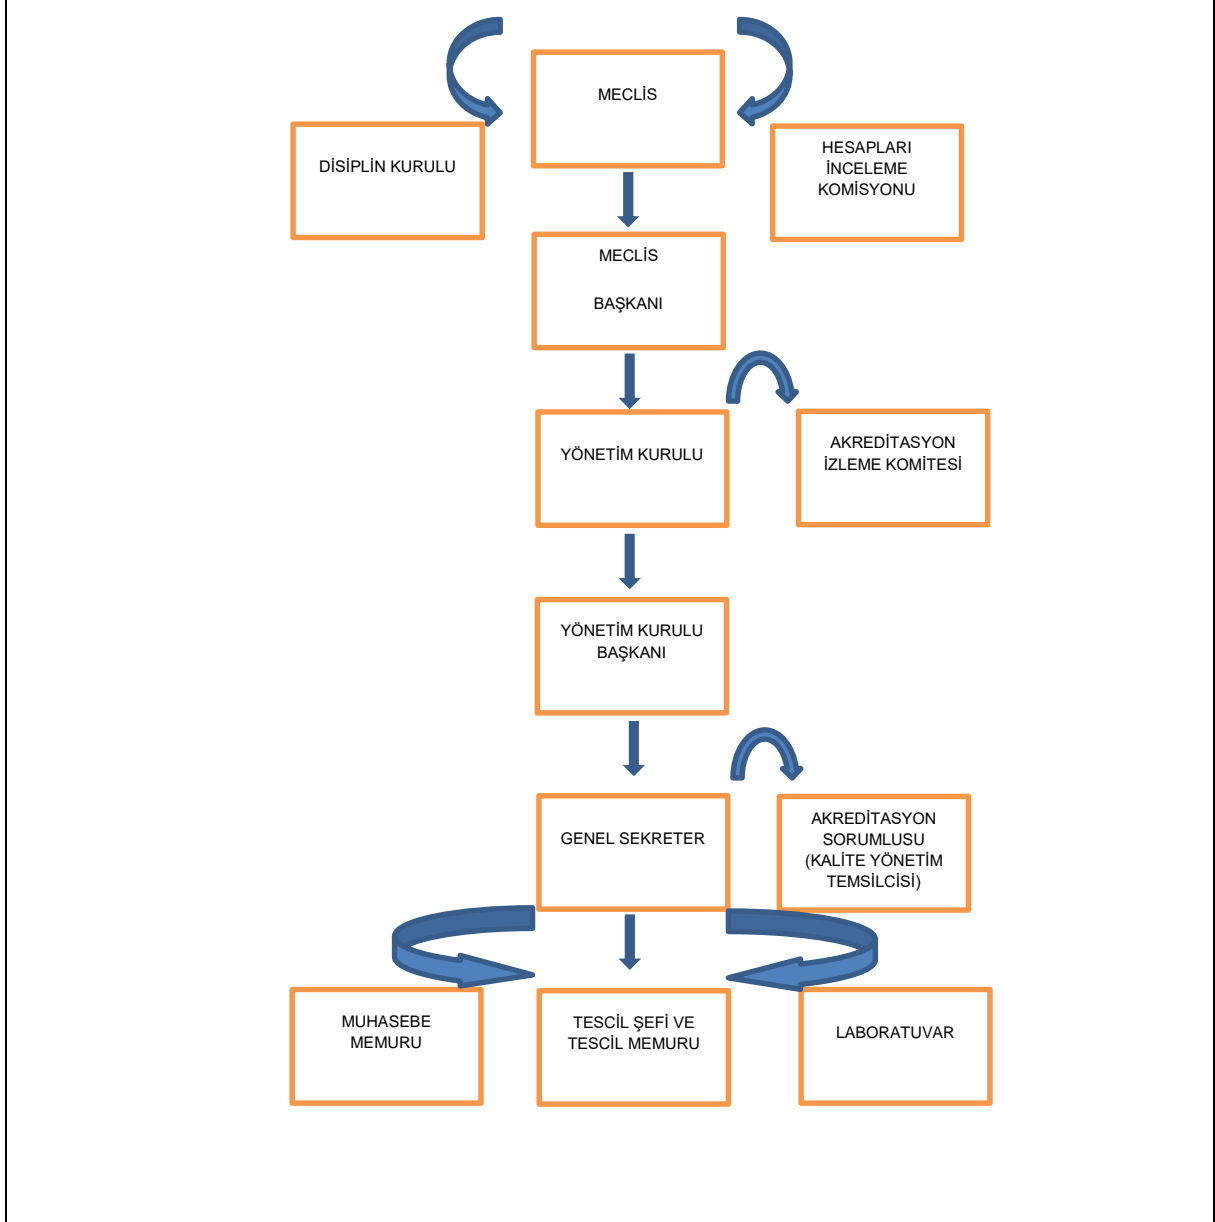 MECLİS
DİSİPLİN KURULU
HESAPLARI
İNCELEME
KOMİSYONU
MECLİS
BAŞKANI
YÖNETİM KURULU
AKREDİTASYON
İZLEME KOMİTESİ
YÖNETİM KURULU
BAŞKANI
GENEL SEKRETER
AKREDİTASYON
SORUMLUSU
(KALİTE YÖNETİM
TEMSİLCİSİ)
MUHASEBE
MEMURU
TESCİL ŞEFİ VE
TESCİL MEMURU
LABORATUVAR